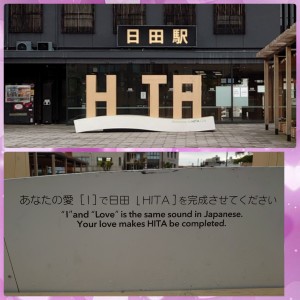 日田駅
H TA
あなたの愛 [I] で日田 [HITA] を完成させてください
"I"and "Love" is the same sound in Japanese.
Your love makes HITA be completed.